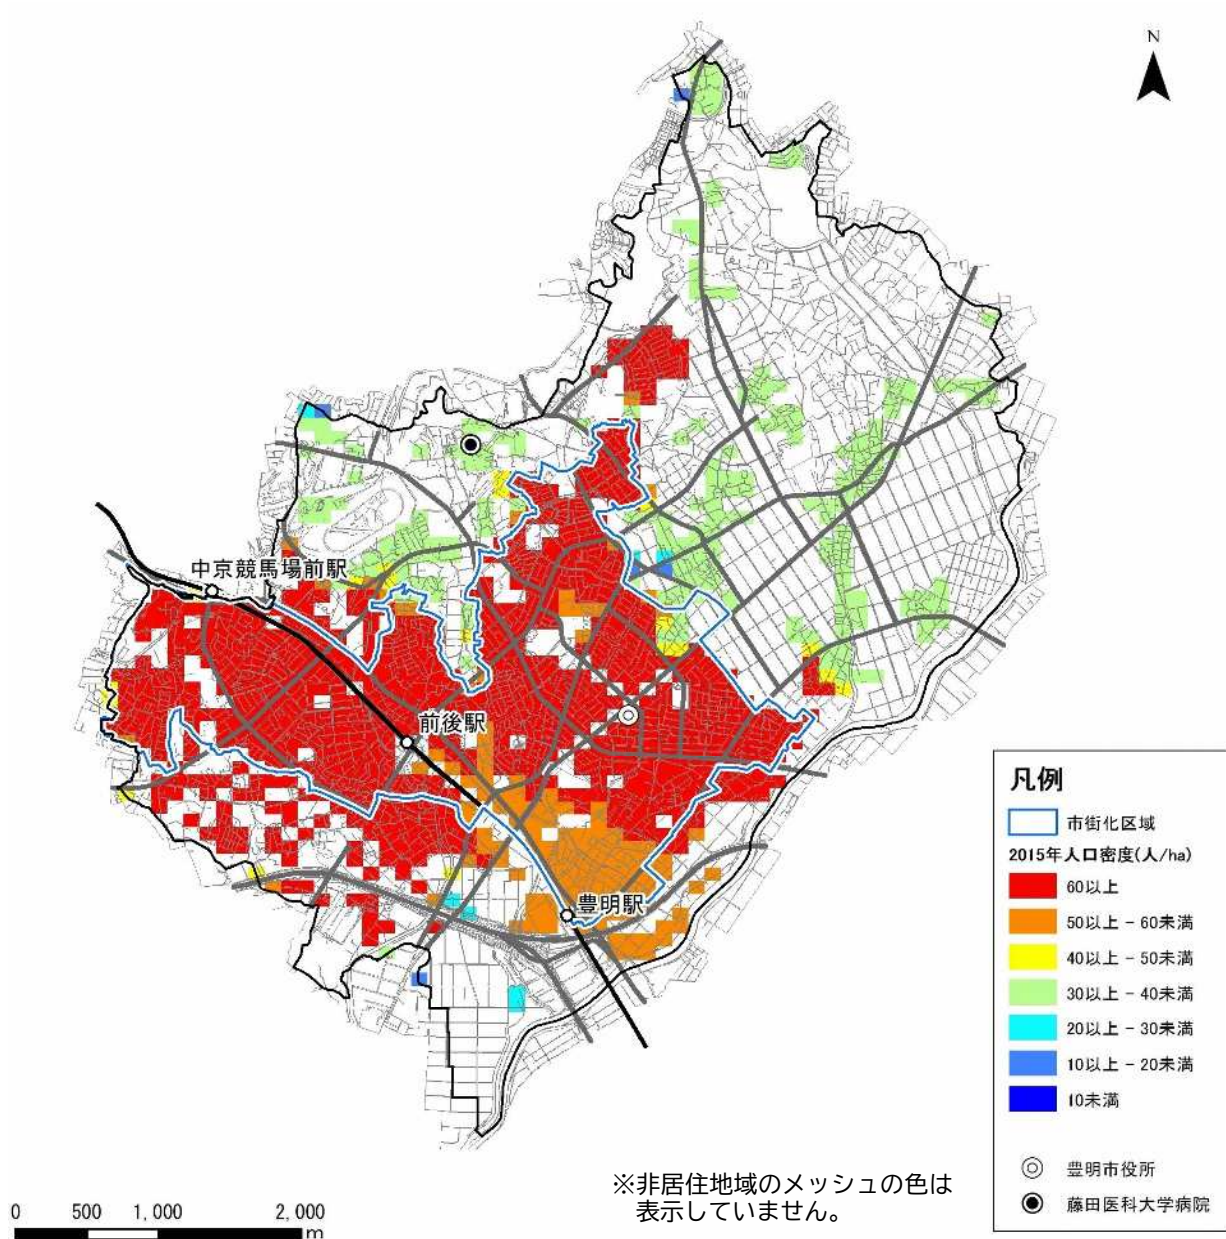 N
中京競馬場前駅
前後駅
豊明駅
凡例
市街化区域
2015年人口密度(人/ha)
60以上
50以上 - 60未満
40以上 - 50未満
30以上 - 40未満
20以上 - 30未満
10以上 - 20未満
10未満
豊明市役所
藤田医科大学病院
※非居住地域のメッシュの色は
表示していません。
0 500 1,000 2,000
m